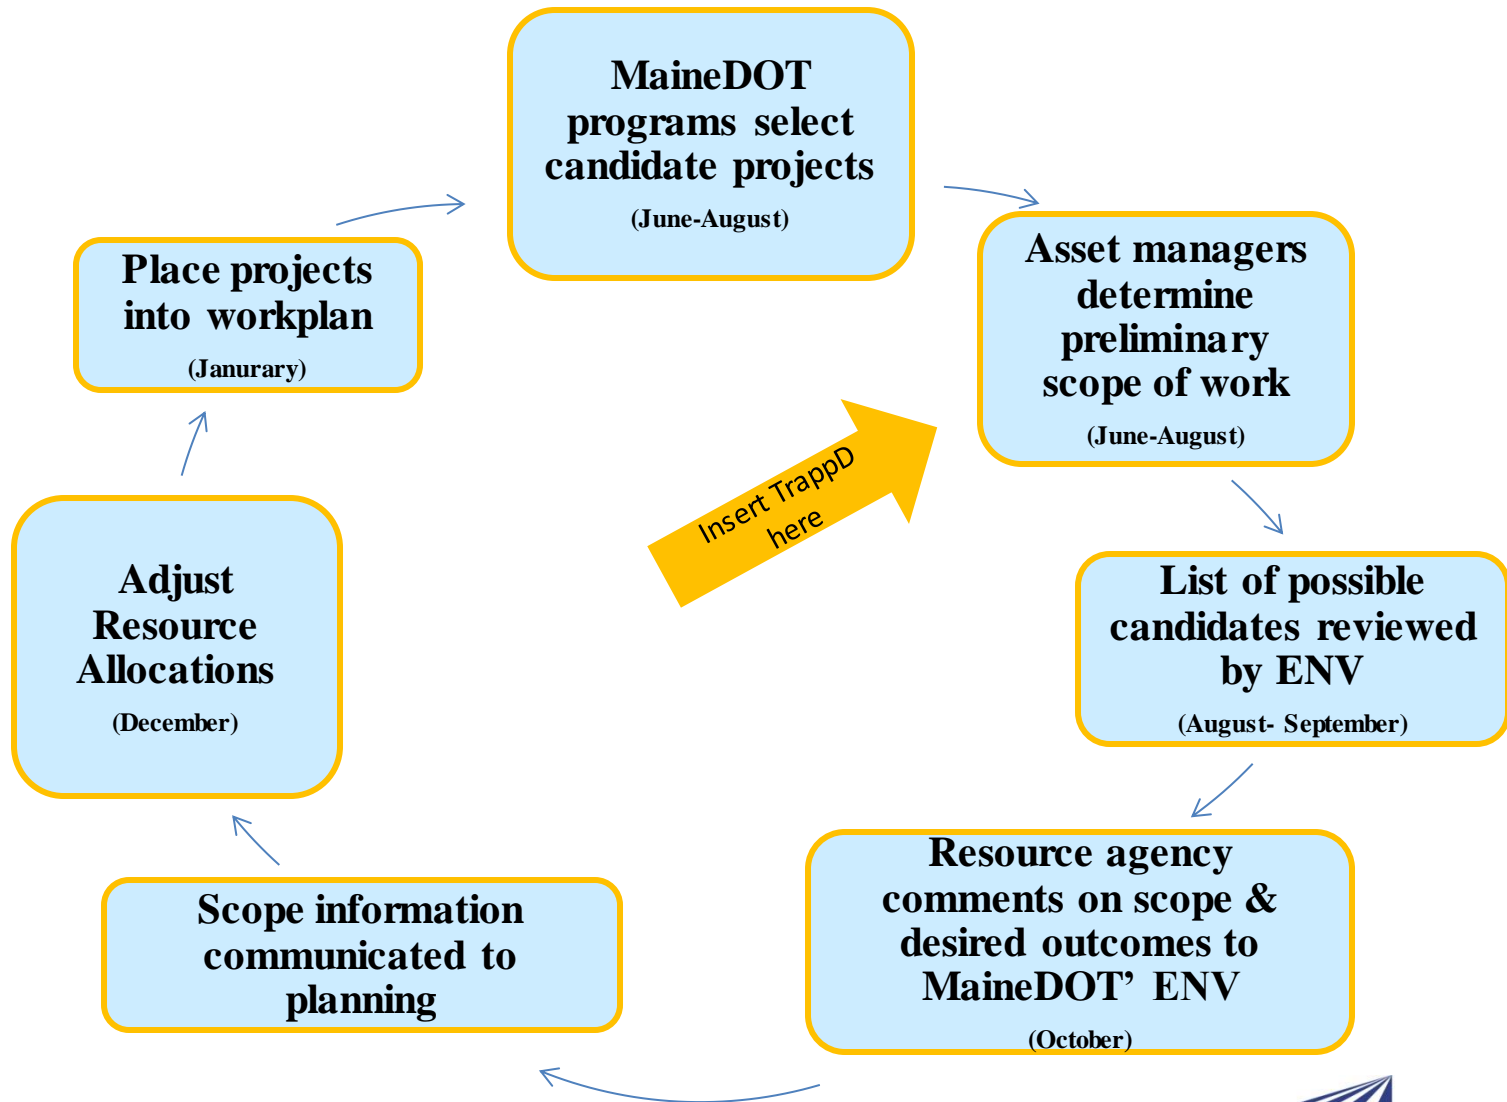 MaineDOT
programs select
candidate projects
(June-August)
Asset managers
determine
preliminary
scope of work
(June-August)
List of possible
candidates reviewed
by ENV
(August- September)
Resource agency
comments on scope &
desired outcomes to
MaineDOT’ ENV
(October)
Scope information
communicated to
planning
Adjust
Resource
Allocations
(December)
Place projects
into workplan
(Janurary)
Insert TrappD
here